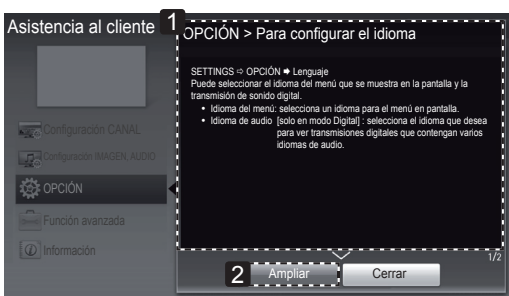 Asistencia al cliente
1
OPCIÓN > Para configurar el idioma
SETTINGS ⇨ OPCIÓN ➡ Lenguaje
Puede seleccionar el idioma del menú que se muestra en la pantalla y la
transmisión de sonido digital.
• Idioma del menú: selecciona un idioma para el menú en pantalla.
• Idioma de audio [solo en modo Digital] : selecciona el idioma que desea
para ver transmisiones digitales que contengan varios
idiomas de audio.
Configuración CANAL
Configuración IMAGEN, AUDIO
OPCIÓN
Función avanzada
Información
1/2
2
Ampliar
Cerrar